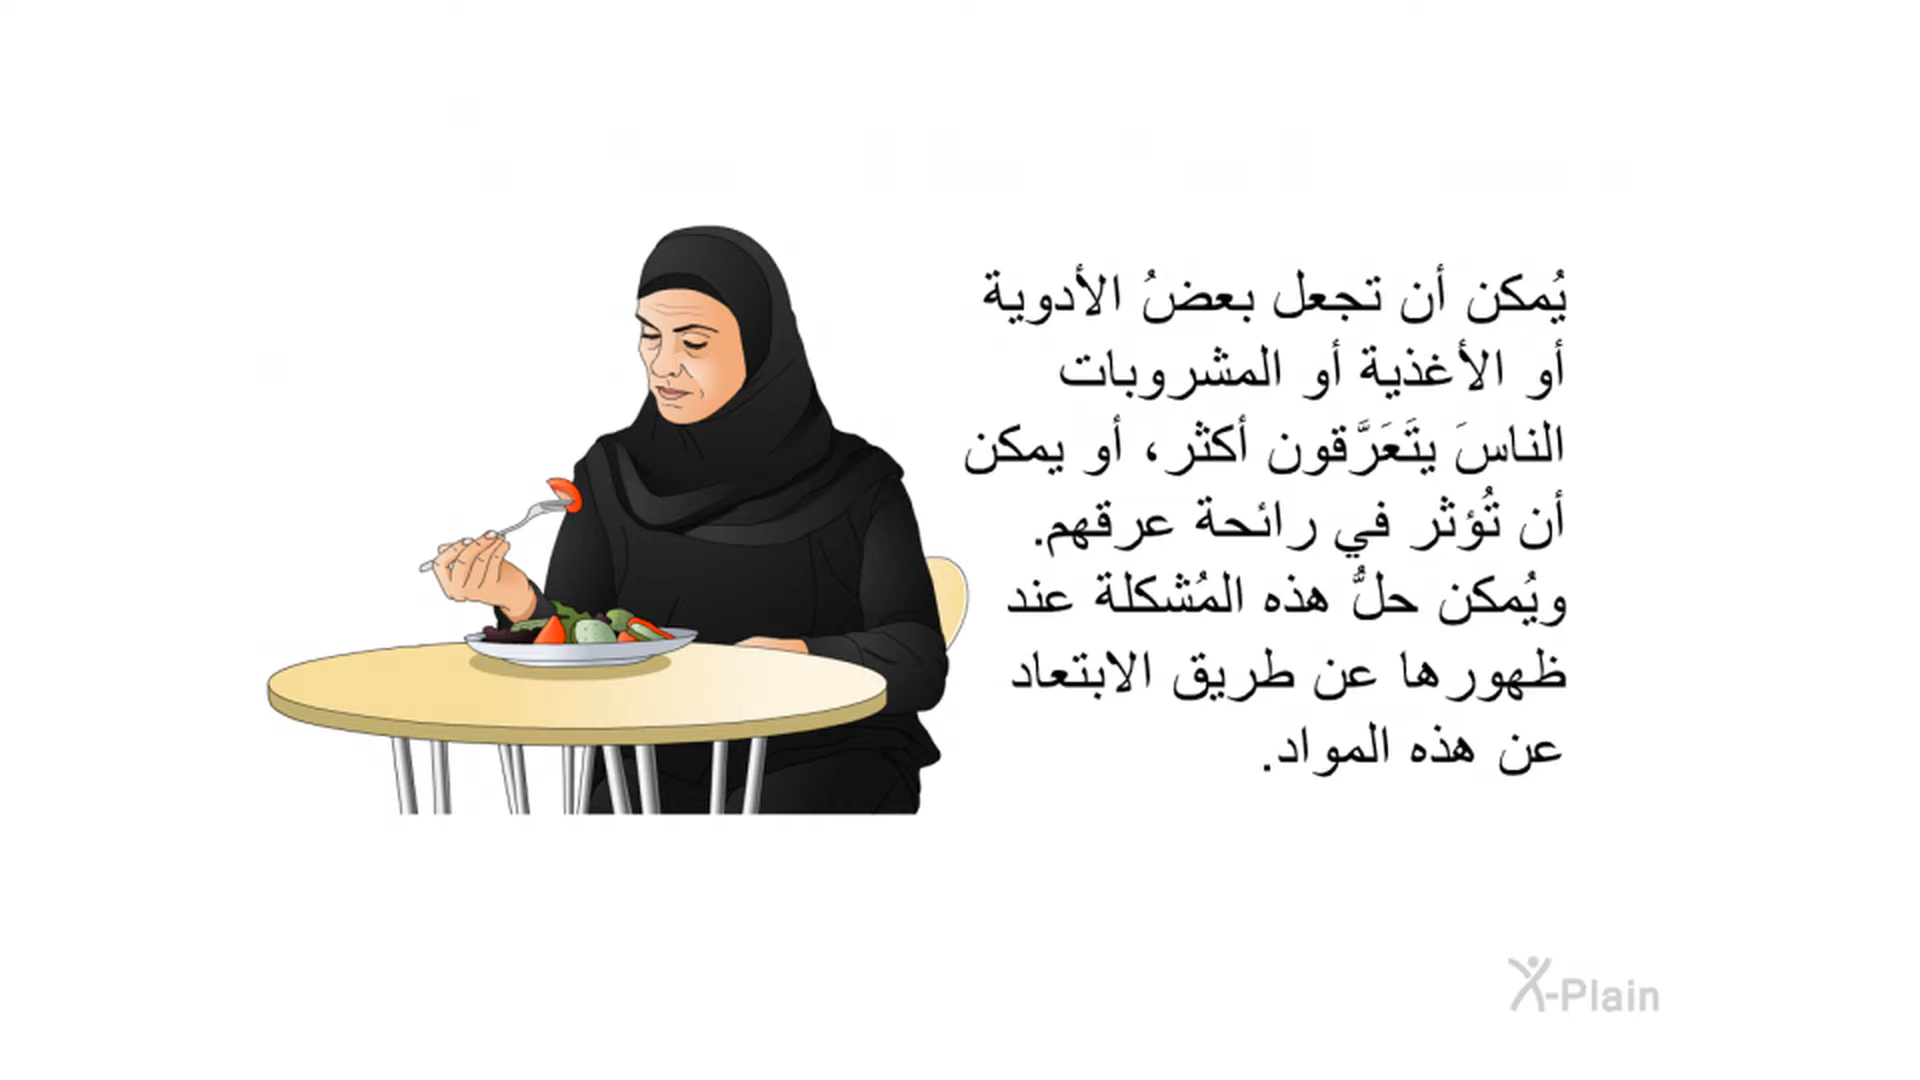 يُمكن أن تجعل بعضُ الأدوية
أو الأغذية أو المشروبات
الناسَ يتَعَرَّقون أكثر، أو يمكن
أن تُؤثر في رائحة عرقهم.
ويُمكن حلُّ هذه المُشكلة عند
ظهورها عن طريق الابتعاد
عن هذه المواد.
X-Plain